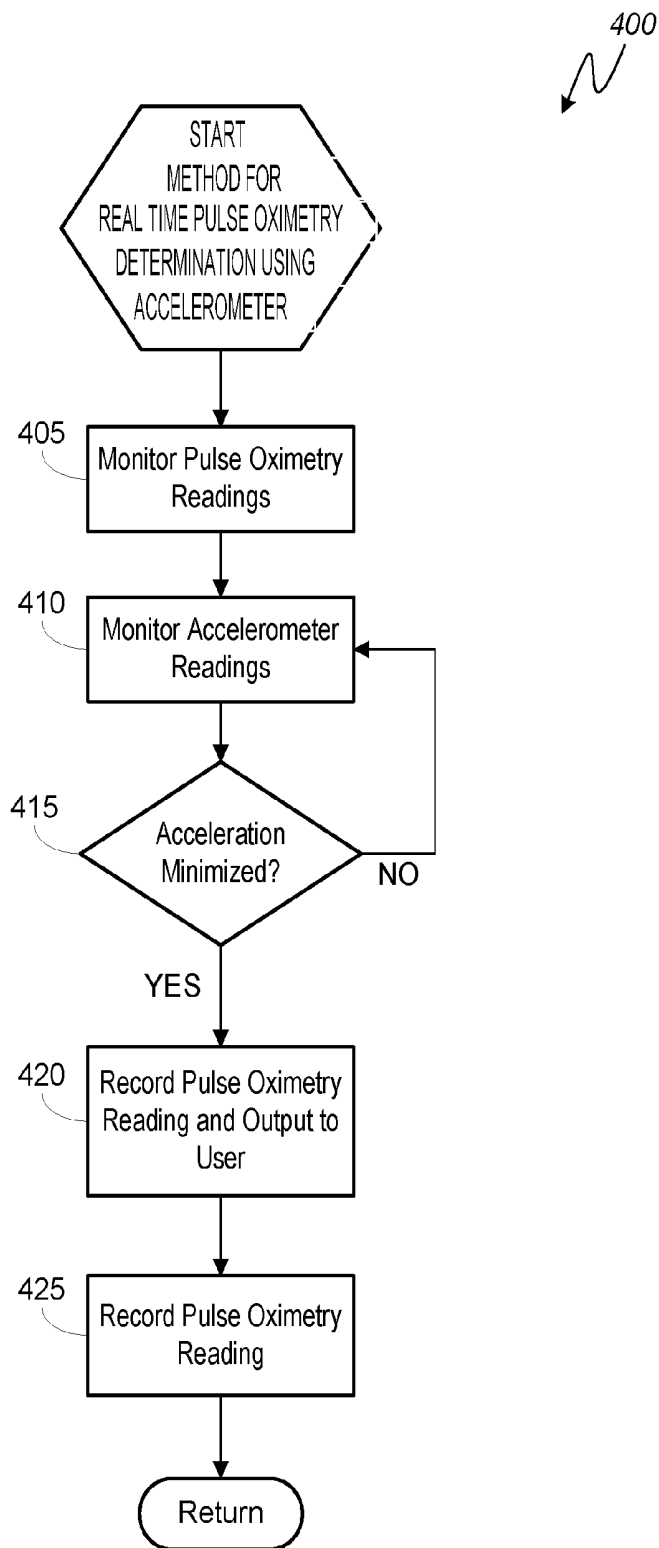 400
START
METHOD FOR
REAL TIME PULSE OXIMETRY
DETERMINATION USING
ACCELEROMETER
405
Monitor Pulse Oximetry
Readings
410
Monitor Accelerometer
Readings
415
Acceleration
Minimized?
NO
YES
420
Record Pulse Oximetry
Reading and Output to
User
425
Record Pulse Oximetry
Reading
Return